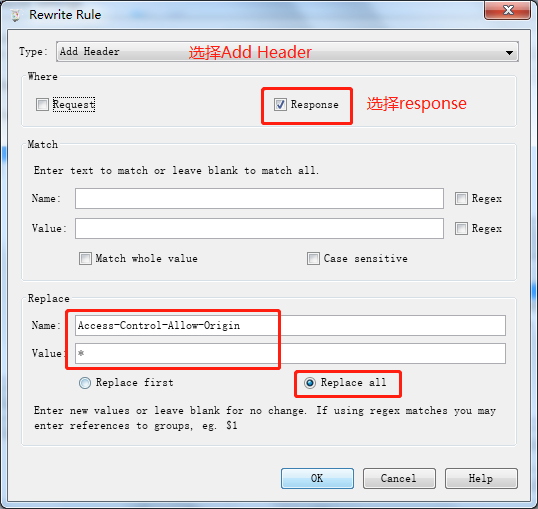 Rewrite Rule
Type: Add Header 选择Add Header
Where
Request Response 选择response
Match
Enter text to match or leave blank to match all.
Name: Regex
Value: Regex
Match whole value Case sensitive
Replace
Name: Access-Control-Allow-Origin
Value: *
Replace first Replace all
Enter new values or leave blank for no change. If using regex matches you may
enter references to groups, eg. $1
OK Cancel Help